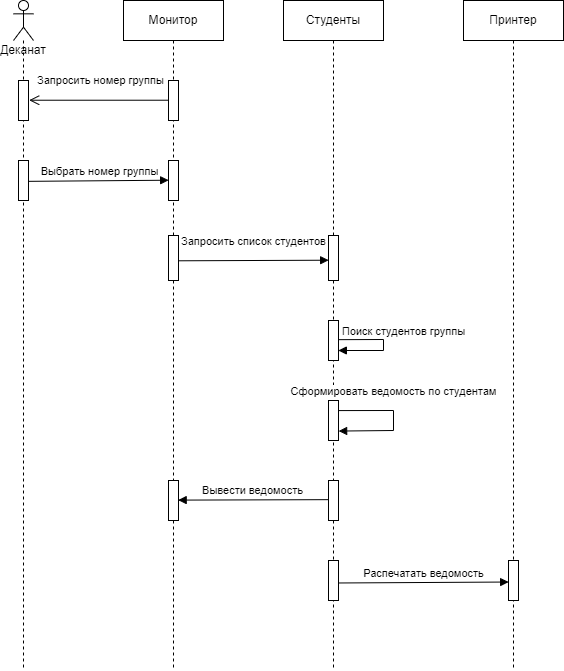 Монитор
Студенты
Принтер
Деканат
Запросить номер группы
Выбрать номер группы
Запросить список студентов
Поиск студентов группы
Сформировать ведомость по студентам
Вывести ведомость
Распечатать ведомость